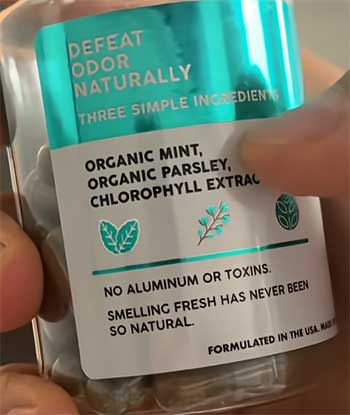 DEFEAT
ODOR
NATURALLY
THREE SIMPLE INGREDIENTS
ORGANIC MINT,
ORGANIC PARSLEY,
CHLOROPHYLL EXTRAC
NO ALUMINUM OR TOXINS.
SMELLING FRESH HAS NEVER BEEN
SO NATURAL.
FORMULATED IN THE USA. MADE